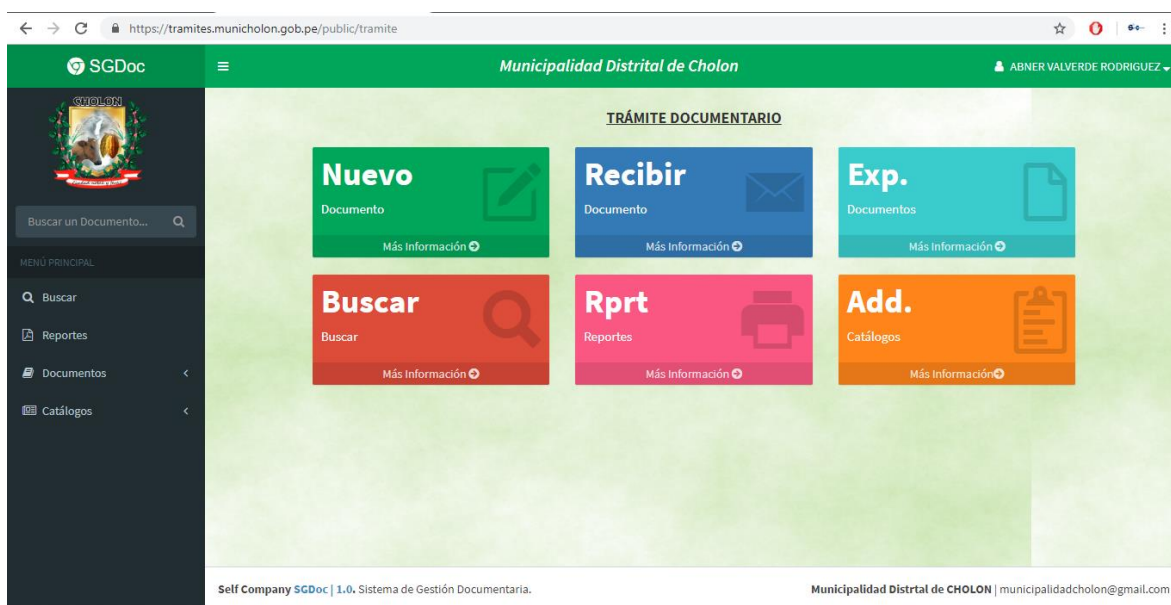 https://tramites.municholon.gob.pe/public/tramite
SGDoc
Municipalidad Distrital de Cholon
ABNER VALVERDE RODRIGUEZ
CHOLON
Buscar un Documento...
MENÚ PRINCIPAL
Buscar
Reportes
Documentos
Catálogos
TRÁMITE DOCUMENTARIO
Nuevo
Documento
Más Información
Recibir
Documento
Más Información
Exp.
Documentos
Más Información
Buscar
Buscar
Más Información
Rprt
Reportes
Más Información
Add.
Catálogos
Más Información
Self Company SGDoc | 1.0. Sistema de Gestión Documentaria.
Municipalidad Distrtal de CHOLON | municipalidadcholon@gmail.com